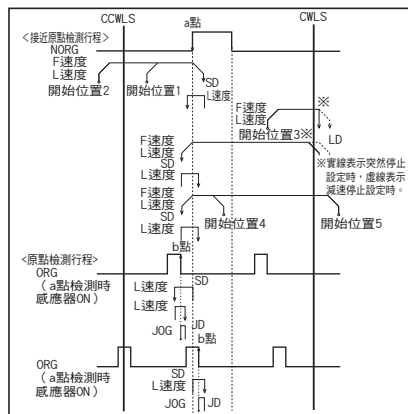 CCWLS
a點
CWLS
<接近原點檢測行程>
NORG
F速度
L速度
開始位置2
開始位置1
SD
L速度
F速度
L速度
※
開始位置3※
LD
F速度
L速度
SD
L速度
※實線表示突然停止
設定時，虛線表示
減速停止設定時。
F速度
L速度
SD
開始位置4
開始位置5
L速度
b點
<原點檢測行程>
ORG
（a點檢測時
感應器ON）
SD
L速度
L速度
JOG
JD
b點
ORG
（a點檢測時
感應器ON）
SD
L速度
JOG
JD